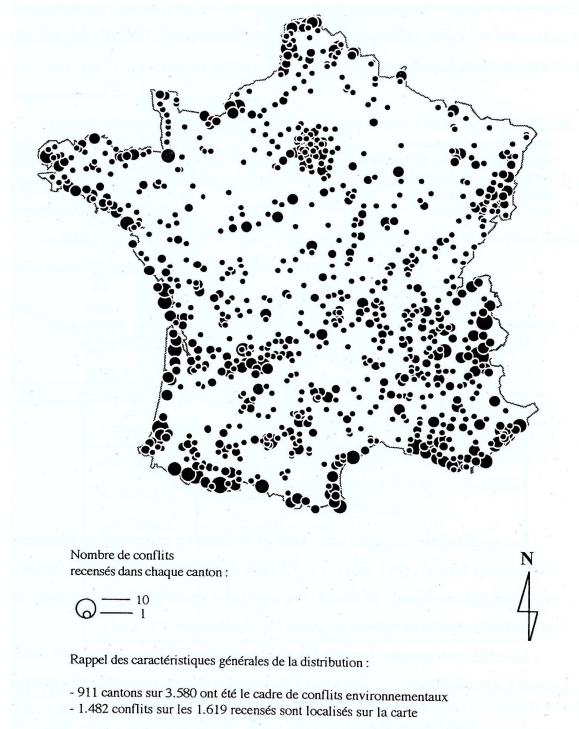 Nombre de conflits
recensés dans chaque canton :
10
1
N
Rappel des caractéristiques générales de la distribution :
- 911 cantons sur 3.580 ont été le cadre de conflits environnementaux
- 1.482 conflits sur les 1.619 recensés sont localisés sur la carte